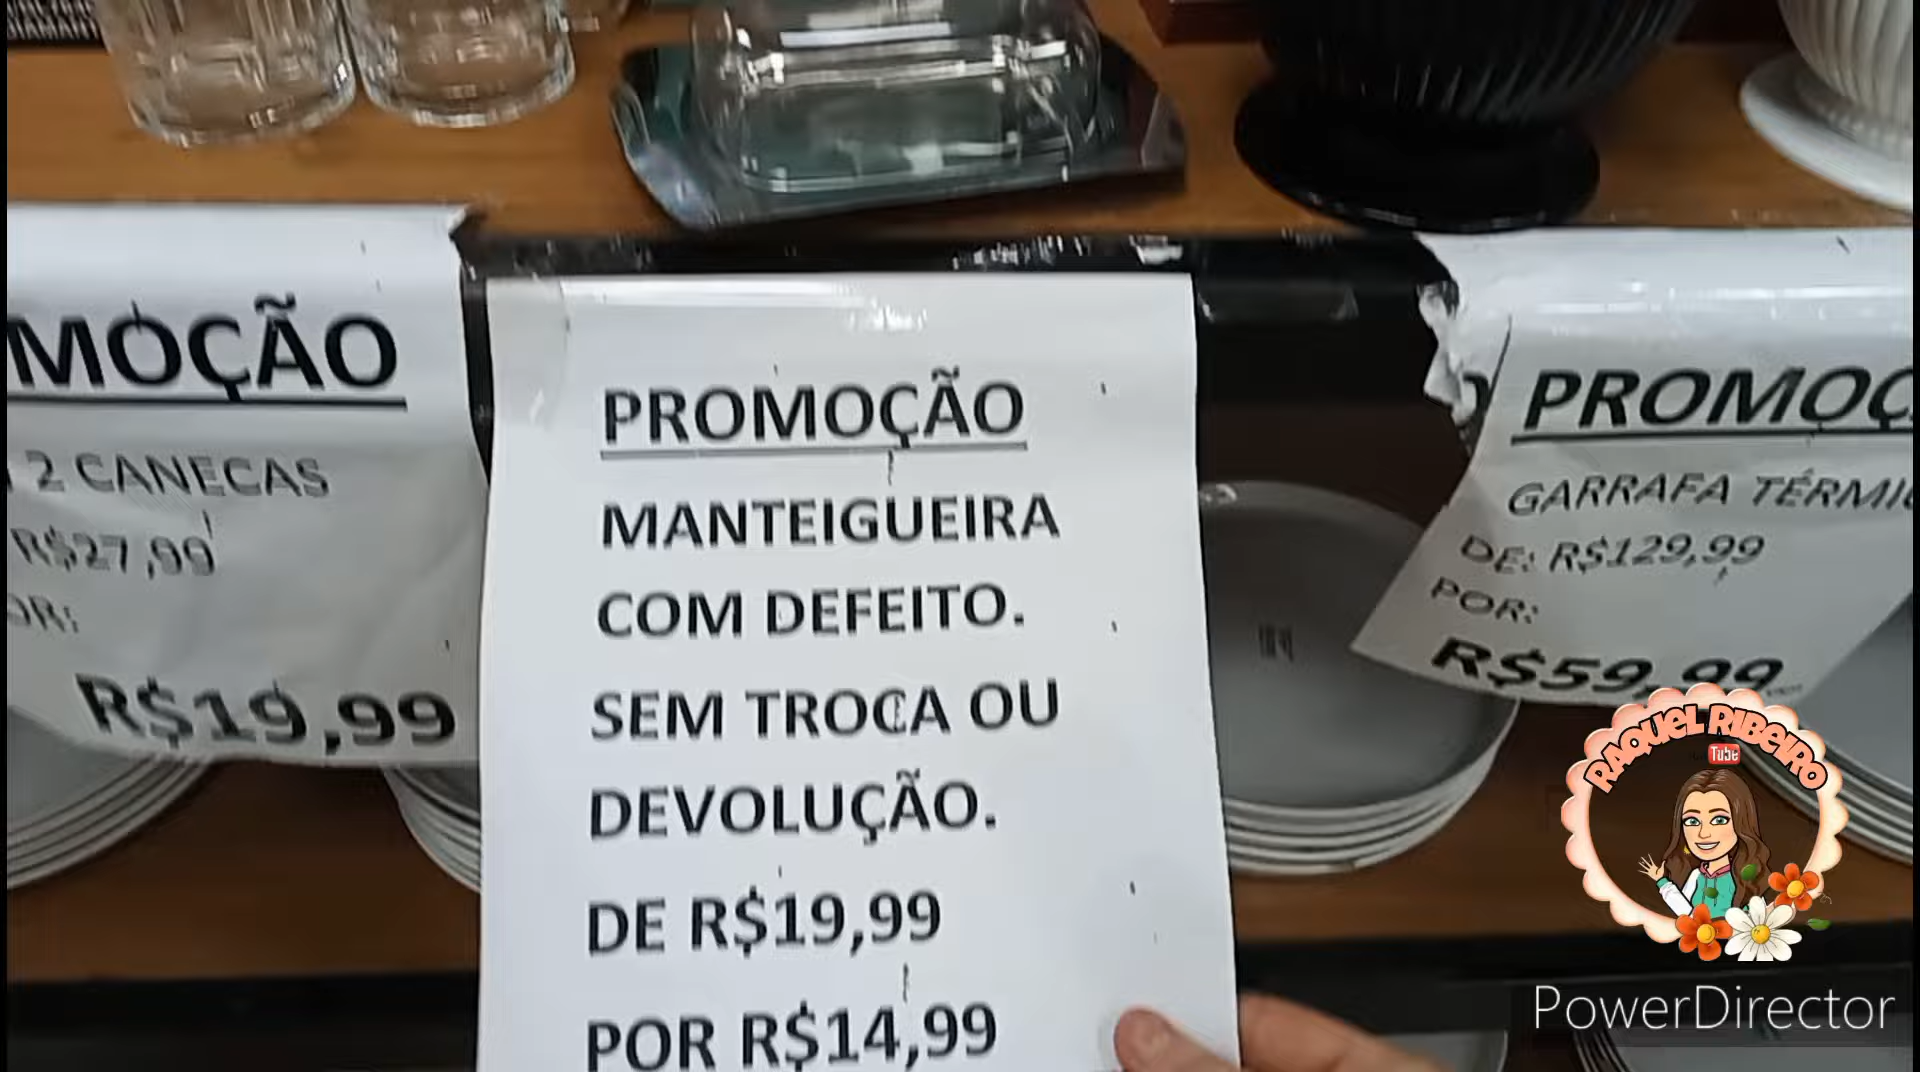 MOÇÃO
2 CANECAS
R$27,99
OR:
R$19,99
PROMOÇÃO
MANTEIGUEIRA
COM DEFEITO.
SEM TROCA OU
DEVOLUÇÃO.
DE R$19,99
POR R$14,99
PROMOÇ
GARRAFA TÉRMIC
DE: R$129,99
POR:
R$59,99
RAQUEL RIBEIRO
Tube
PowerDirector